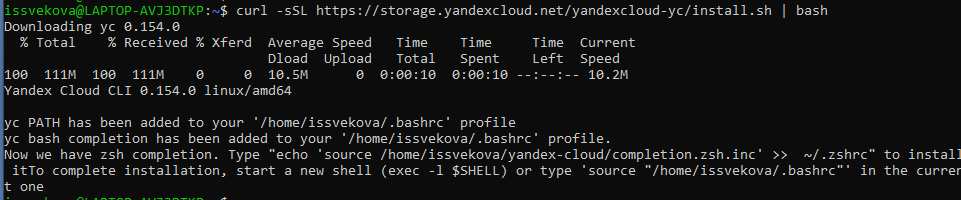 issvekova@LAPTOP-AVJ3DTKP:~$ curl -sSL https://storage.yandexcloud.net/yandexcloud-yc/install.sh | bash
Downloading yc 0.154.0
  % Total    % Received % Xferd  Average Speed   Time    Time     Time  Current
                                 Dload  Upload   Total   Spent    Left  Speed
100  111M  100  111M    0     0  10.5M      0  0:00:10  0:00:10 --:--:-- 10.2M
Yandex Cloud CLI 0.154.0 linux/amd64

yc PATH has been added to your '/home/issvekova/.bashrc' profile
yc bash completion has been added to your '/home/issvekova/.bashrc' profile.
Now we have zsh completion. Type "echo 'source /home/issvekova/yandex-cloud/completion.zsh.inc' >>  ~/.zshrc" to install
 itTo complete installation, start a new shell (exec -l $SHELL) or type 'source "/home/issvekova/.bashrc"' in the curren
t one
issvekova@LAPTOP-AVJ3DTKP:~$